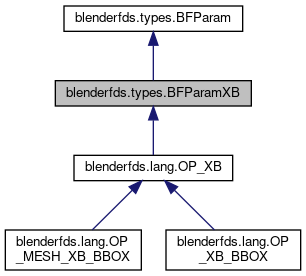 blenderfds.types.BFParam
blenderfds.types.BFParamXB
blenderfds.lang.OP_XB
blenderfds.lang.OP
_MESH_XB_BBOX
blenderfds.lang.OP
_XB_BBOX